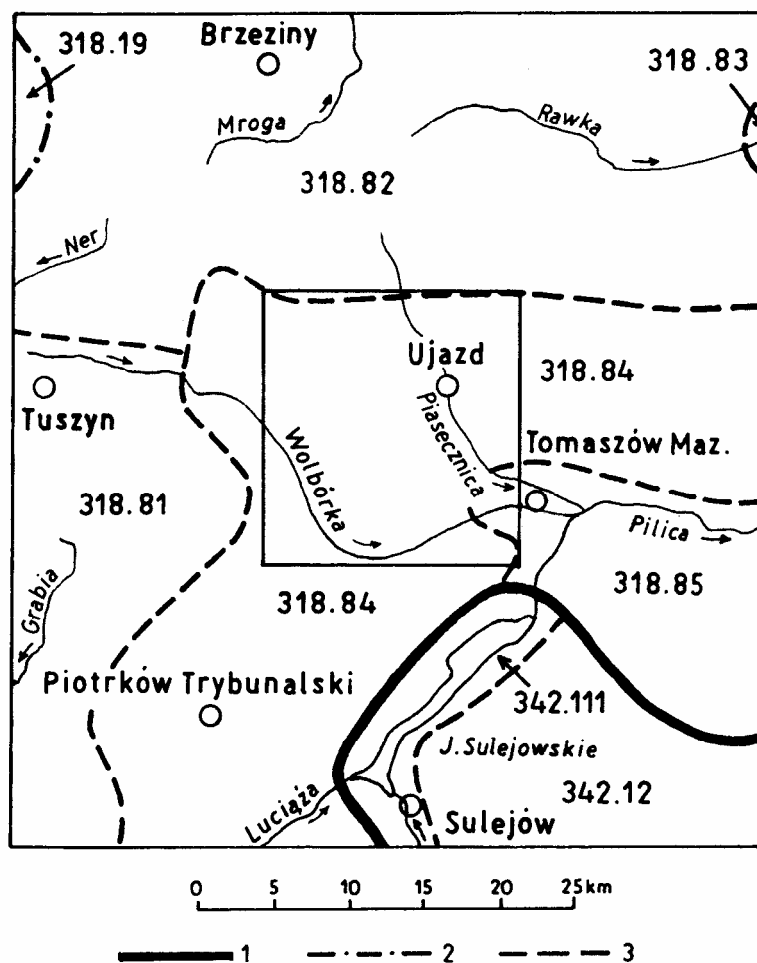 Brzeziny
318.19
318.83
Mroga
Rawka
318.82
Ner
Ujazd
318.84
Tuszyn
Piasecznica
Tomaszów Maz.
Wolbórka
318.81
Pilica
Grabia
318.84
318.85
Piotrków Trybunalski
342.111
J. Sulejowskie
342.12
Luciąża
Sulejów
0 5 10 15 20 25 km
1 2 3